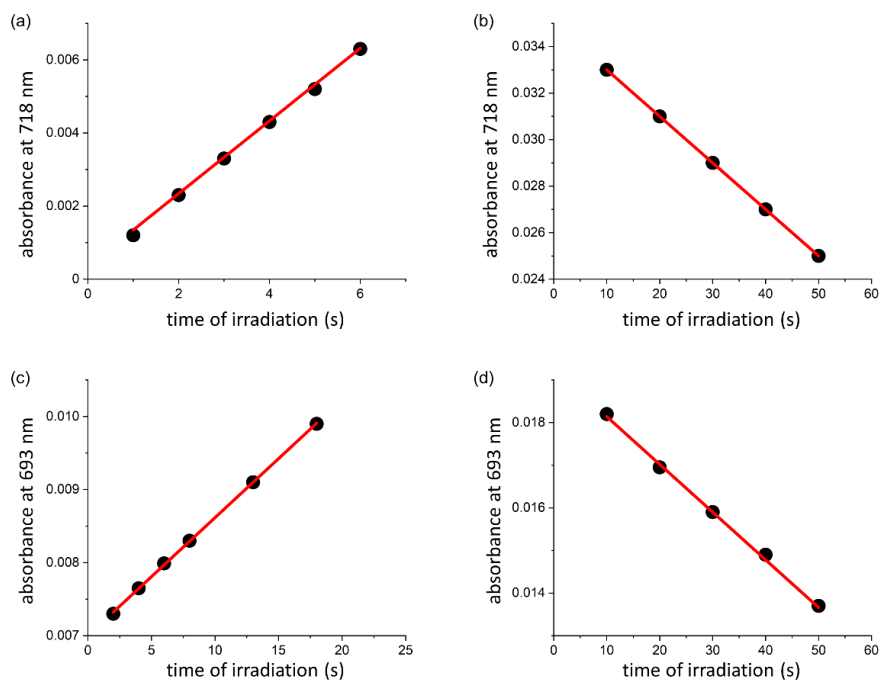 (a)
absorbance at 718 nm
0.006
0.004
0.002
0
0 2 4 6
time of irradiation (s)
(b)
absorbance at 718 nm
0.034
0.032
0.030
0.028
0.026
0.024
0 10 20 30 40 50 60
time of irradiation (s)
(c)
absorbance at 693 nm
0.010
0.009
0.008
0.007
0 5 10 15 20 25
time of irradiation (s)
(d)
absorbance at 693 nm
0.018
0.016
0.014
0 10 20 30 40 50 60
time of irradiation (s)